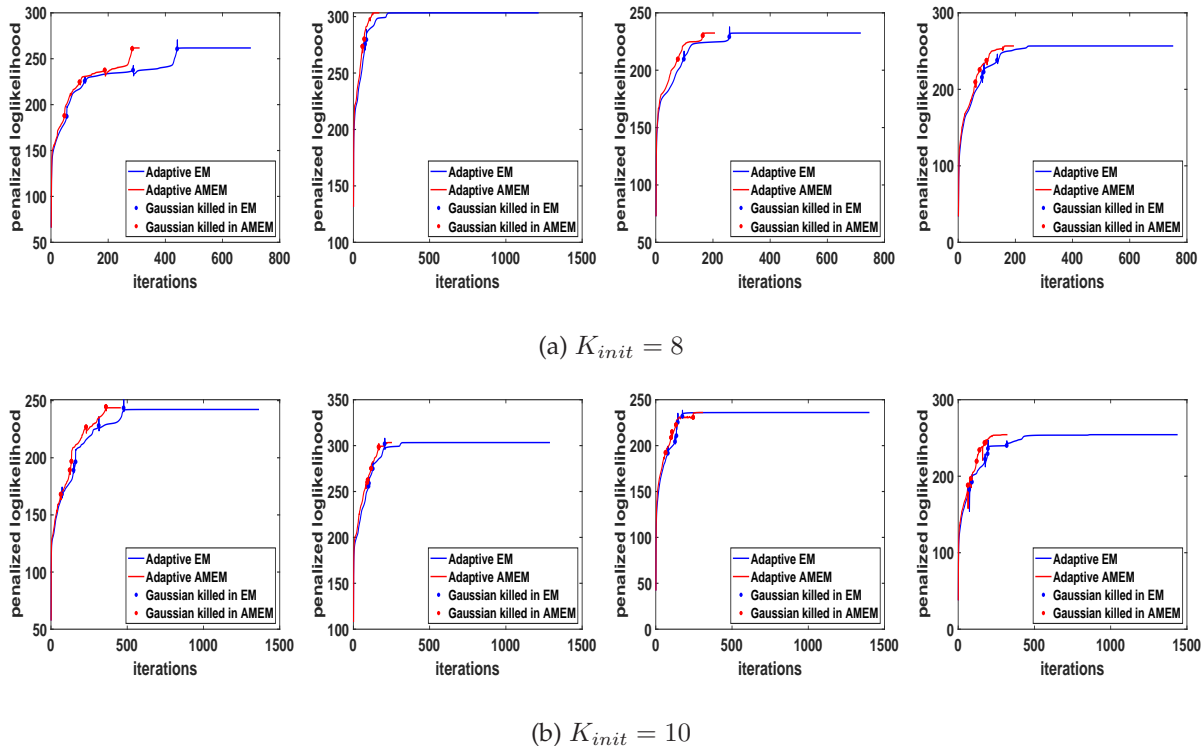 penalized loglikelihood
300
250
200
150
100
50
0
200
400
600
800
iterations
Adaptive EM
Adaptive AMEM
Gaussian killed in EM
Gaussian killed in AMEM
penalized loglikelihood
300
250
200
150
100
0
500
1000
1500
iterations
Adaptive EM
Adaptive AMEM
Gaussian killed in EM
Gaussian killed in AMEM
penalized loglikelihood
250
200
150
100
50
0
200
400
600
800
iterations
Adaptive EM
Adaptive AMEM
Gaussian killed in EM
Gaussian killed in AMEM
penalized loglikelihood
300
200
100
0
0
200
400
600
800
iterations
Adaptive EM
Adaptive AMEM
Gaussian killed in EM
Gaussian killed in AMEM
(a) K_{init} = 8
penalized loglikelihood
250
200
150
100
50
0
500
1000
1500
iterations
Adaptive EM
Adaptive AMEM
Gaussian killed in EM
Gaussian killed in AMEM
penalized loglikelihood
350
300
250
200
150
100
0
500
1000
1500
iterations
Adaptive EM
Adaptive AMEM
Gaussian killed in EM
Gaussian killed in AMEM
penalized loglikelihood
250
200
150
100
50
0
0
500
1000
1500
iterations
Adaptive EM
Adaptive AMEM
Gaussian killed in EM
Gaussian killed in AMEM
penalized loglikelihood
300
200
100
0
0
500
1000
1500
iterations
Adaptive EM
Adaptive AMEM
Gaussian killed in EM
Gaussian killed in AMEM
(b) K_{init} = 10